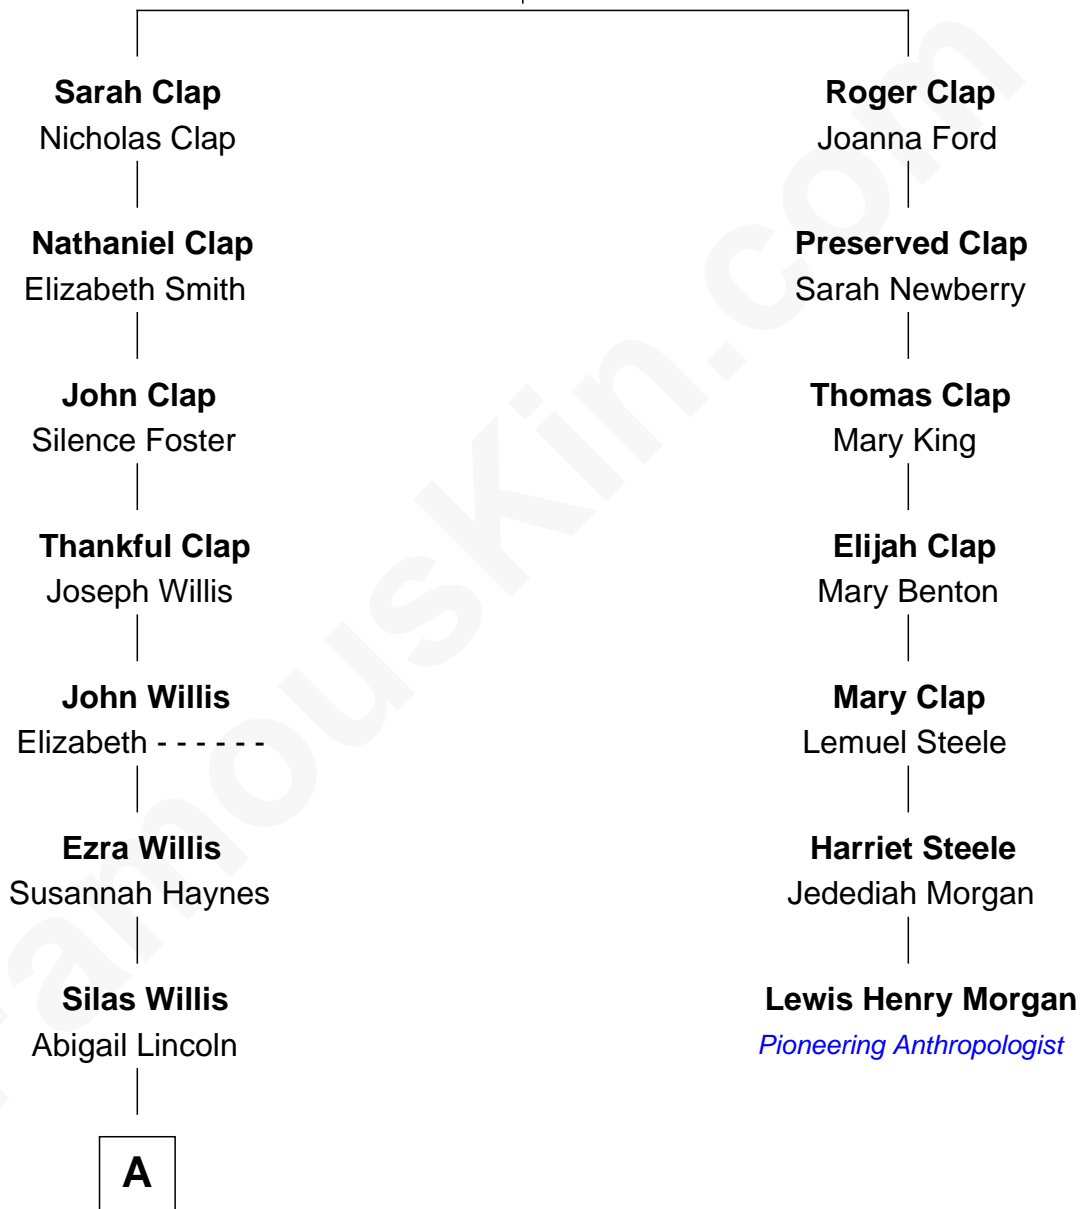 Sarah Clap
Nicholas Clap
Nathaniel Clap
Elizabeth Smith
John Clap
Silence Foster
Thankful Clap
Joseph Willis
John Willis
Elizabeth - - - - - -
Ezra Willis
Susannah Haynes
Silas Willis
Abigail Lincoln
A
Roger Clap
Joanna Ford
Preserved Clap
Sarah Newberry
Thomas Clap
Mary King
Elijah Clap
Mary Benton
Mary Clap
Lemuel Steele
Harriet Steele
Jedediah Morgan
Lewis Henry Morgan
Pioneering Anthropologist
FamousKin.com